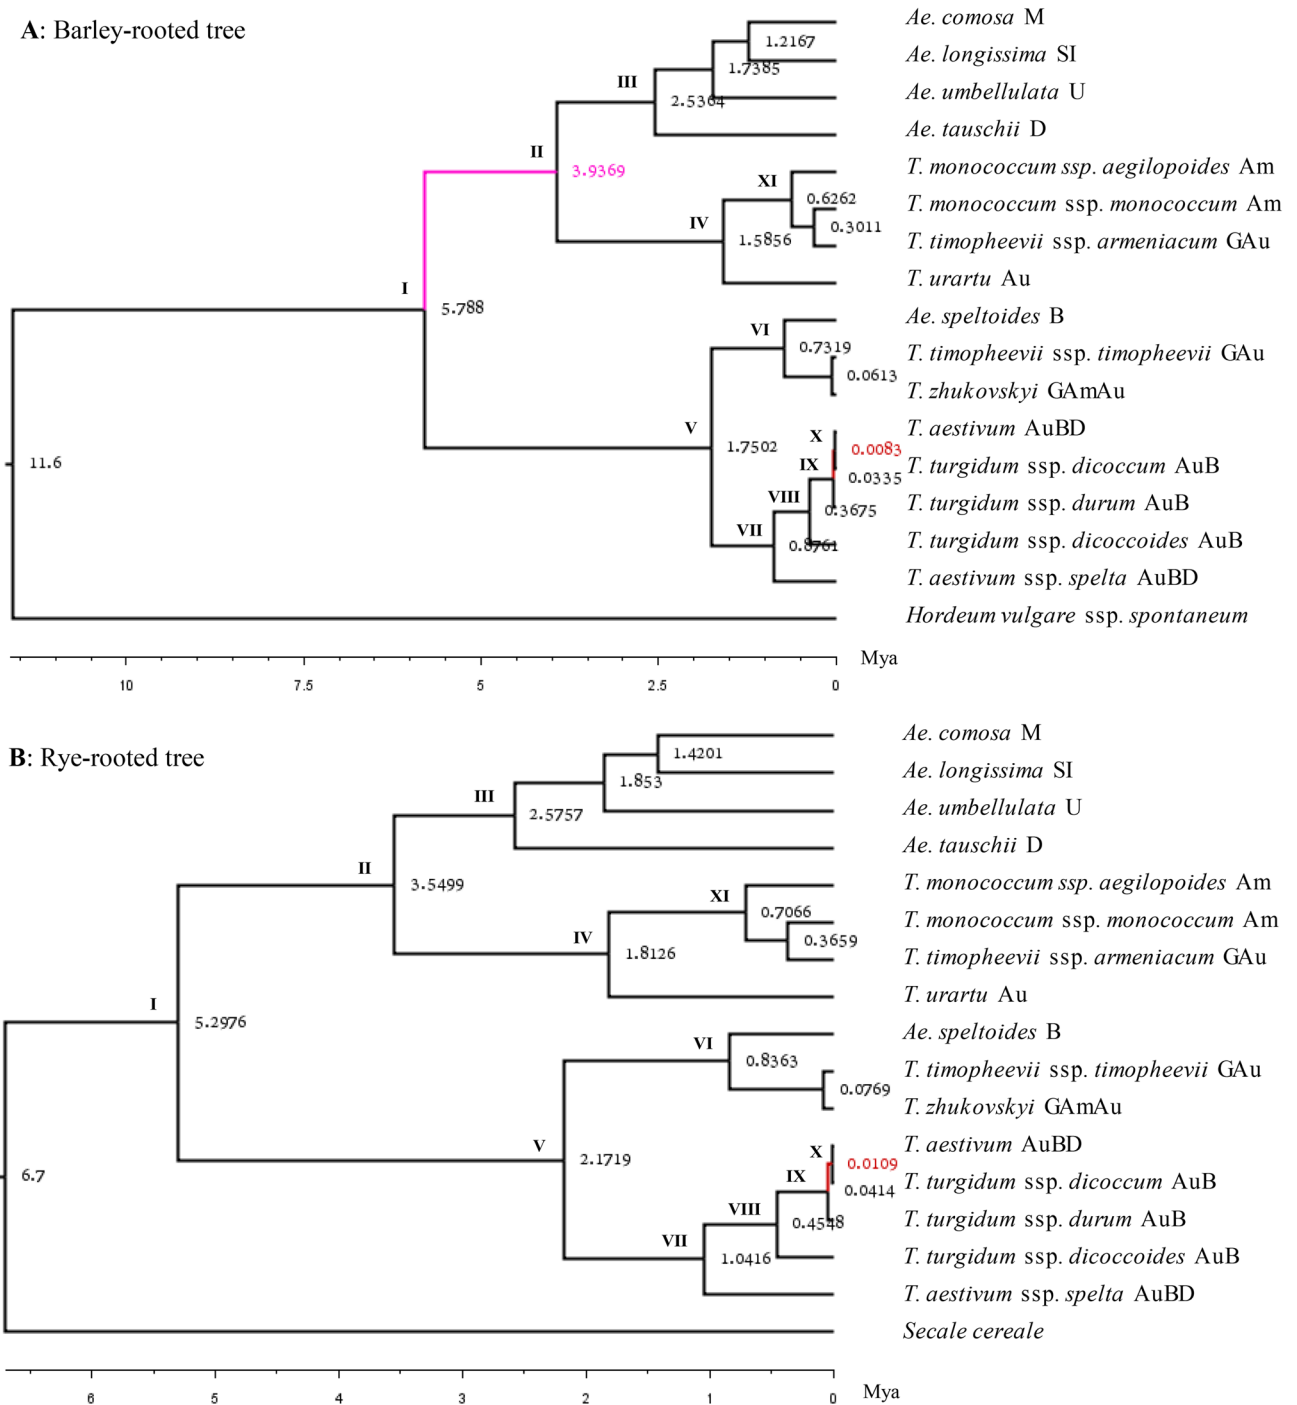 A: Barley-rooted tree
Ae. comosa M
1.2167
Ae. longissima SI
1.7385
III
Ae. umbellulata U
2.5364
Ae. tauschii D
II
3.9369
T. monococcum ssp. aegilopoides Am
XI
0.6262
T. monococcum ssp. monococcum Am
0.3011
IV
1.5856
T. timopheevii ssp. armeniacum GAu
T. urartu Au
I
5.788
Ae. speltoides B
VI
0.7319
T. timopheevii ssp. timopheevii GAu
0.0613
T. zhukovskyi GAmAu
V
1.7502
T. aestivum AuBD
X
0.0083
11.6
IX
T. turgidum ssp. dicoccum AuB
0.0335
VIII
T. turgidum ssp. durum AuB
0.3675
VII
0.8761
T. turgidum ssp. dicoccoides AuB
T. aestivum ssp. spelta AuBD
Hordeum vulgare ssp. spontaneum
Mya
10 7.5 5 2.5 0
B: Rye-rooted tree
Ae. comosa M
1.4201
Ae. longissima SI
1.853
III
Ae. umbellulata U
2.5757
Ae. tauschii D
II
3.5499
T. monococcum ssp. aegilopoides Am
XI
0.7066
T. monococcum ssp. monococcum Am
0.3659
IV
1.8126
T. timopheevii ssp. armeniacum GAu
T. urartu Au
I
5.2976
Ae. speltoides B
VI
0.8363
T. timopheevii ssp. timopheevii GAu
0.0769
T. zhukovskyi GAmAu
V
2.1719
T. aestivum AuBD
X
0.0109
6.7
IX
T. turgidum ssp. dicoccum AuB
0.0414
VIII
T. turgidum ssp. durum AuB
0.4548
VII
1.0416
T. turgidum ssp. dicoccoides AuB
T. aestivum ssp. spelta AuBD
Secale cereale
Mya
6 5 4 3 2 1 0